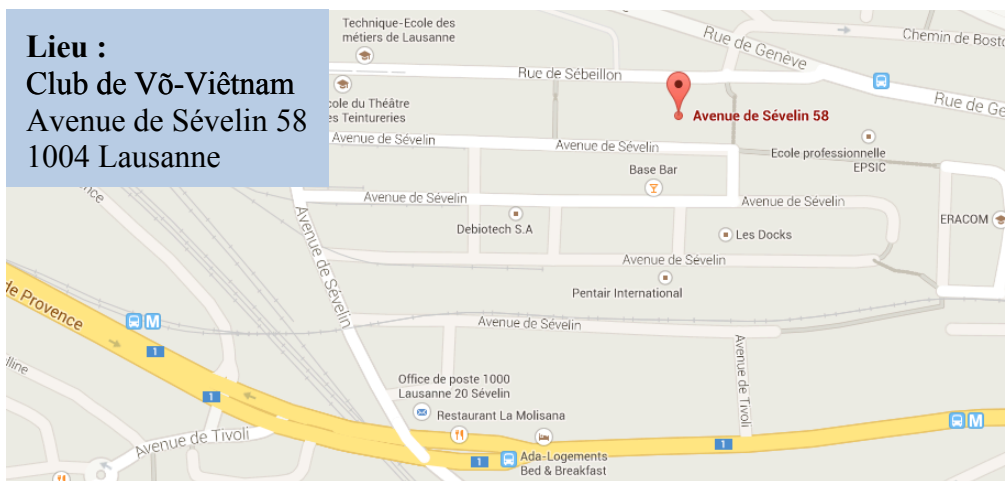 Lieu :
Club de Võ-Viêtnam
Avenue de Sévelin 58
1004 Lausanne
Technique-Ecole des
métiers de Lausanne
Rue de Genève
Chemin de Bosto
Rue de Sébeillon
cole du Théâtre
es Teintureries
Avenue de Sévelin 58
Rue de Ge
Avenue de Sévelin
Avenue de Sévelin
Ecole professionnelle
EPSIC
Base Bar
nce
Avenue de Sévelin
Avenue de Sévelin
Debiotech S.A
Les Docks
ERACOM
Avenue de Sévelin
Avenue de Sévelin
Pentair International
de Provence
M
1
Avenue de Sévelin
Avenue de Tivoli
lline
Office de poste 1000
Lausanne 20 Sévelin
1
Restaurant La Molisana
Avenue de Tivoli
M
1
1
Ada-Logements
Bed & Breakfast